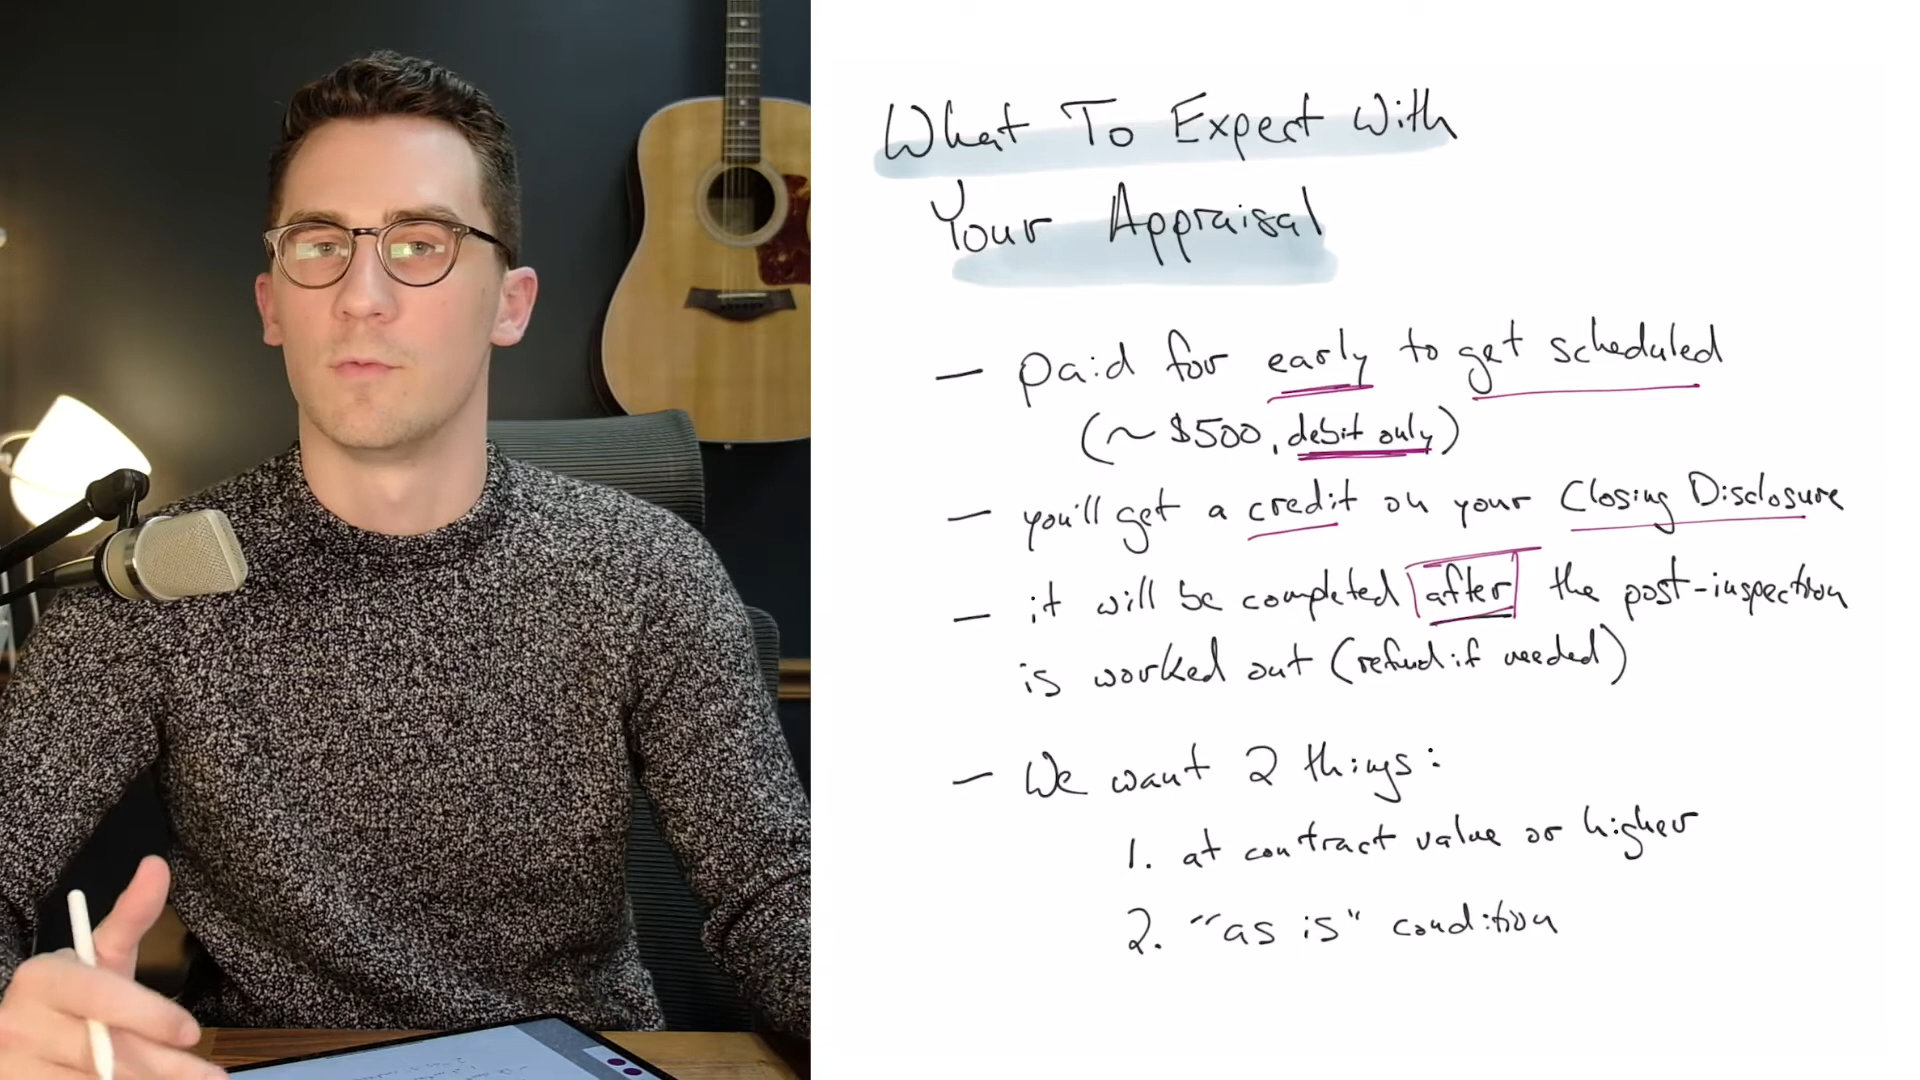 What To Expect With
Your Appraisal
— paid for early to get scheduled
(~$500, debit only)
— you'll get a credit on your Closing Disclosure
— it will be completed after the post-inspection
is worked out (refund if needed)
— We want 2 things:
1. at contract value or higher
2. "as is" condition